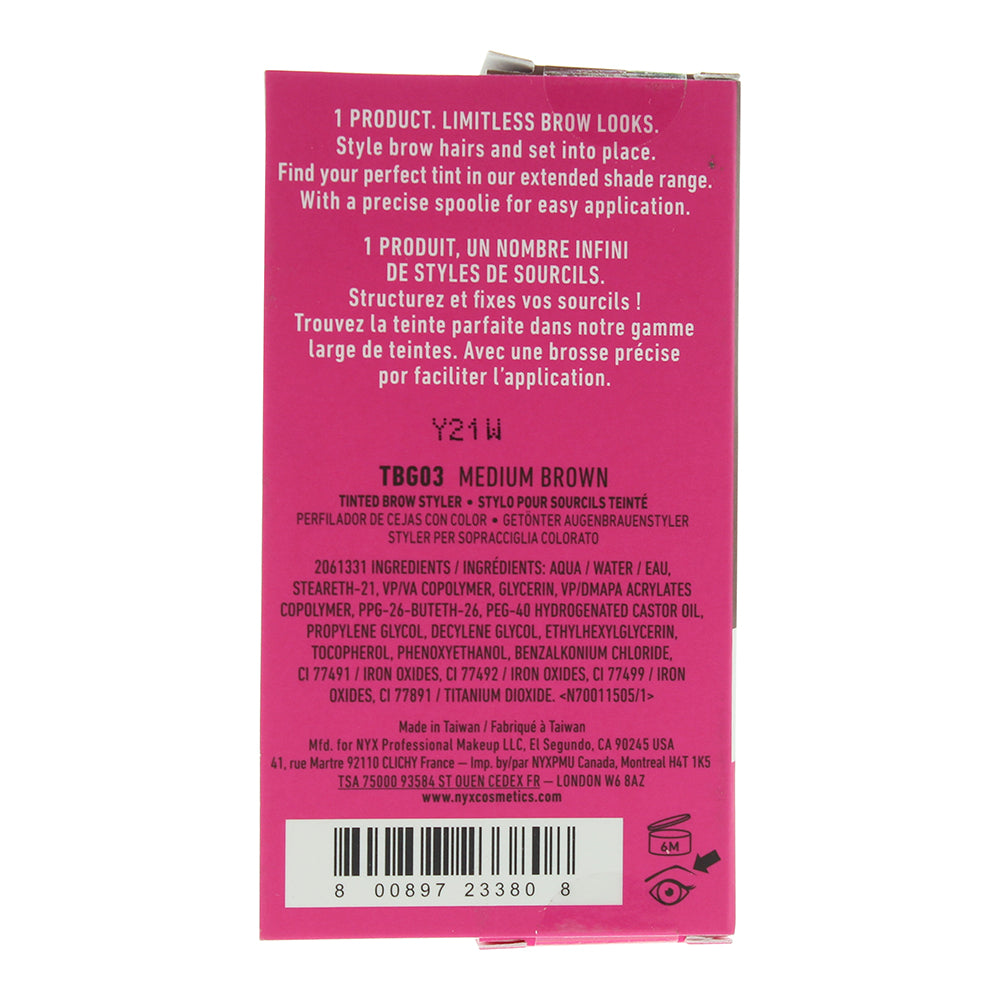 1 PRODUCT. LIMITLESS BROW LOOKS.
Style brow hairs and set into place.
Find your perfect tint in our extended shade range.
With a precise spoolie for easy application.
1 PRODUIT, UN NOMBRE INFINI
DE STYLES DE SOURCILS.
Structurez et fixes vos sourcils !
Trouvez la teinte parfaite dans notre gamme
large de teintes. Avec une brosse précise
por faciliter l'application.
Y21W
TBG03 MEDIUM BROWN
TINTED BROW STYLER • STYLO POUR SOURCILS TEINTÉ
PERFILADOR DE CEJAS CON COLOR • GETÖNTER AUGENBRAUENSTYLER
STYLER PER SOPRACCIGLIA COLORATO
2061331 INGREDIENTS / INGRÉDIENTS: AQUA / WATER / EAU,
STEARETH-21, VP/VA COPOLYMER, GLYCERIN, VP/DMAPA ACRYLATES
COPOLYMER, PPG-26-BUTETH-26, PEG-40 HYDROGENATED CASTOR OIL,
PROPYLENE GLYCOL, DECYLENE GLYCOL, ETHYLHEXYLGLYCERIN,
TOCOPHEROL, PHENOXYETHANOL, BENZALKONIUM CHLORIDE,
CI 77491 / IRON OXIDES, CI 77492 / IRON OXIDES, CI 77499 / IRON
OXIDES, CI 77891 / TITANIUM DIOXIDE. <N70011505/1>
Made in Taiwan / Fabriqué à Taiwan
Mfd. for NYX Professional Makeup LLC, El Segundo, CA 90245 USA
41, rue Martre 92110 CLICHY France – Imp. by/par NYXPMU Canada, Montreal H4T 1K5
TSA 75000 93584 ST OUEN CEDEX FR – LONDON W6 8AZ
www.nyxcosmetics.com
6M
8 00897 23380 8